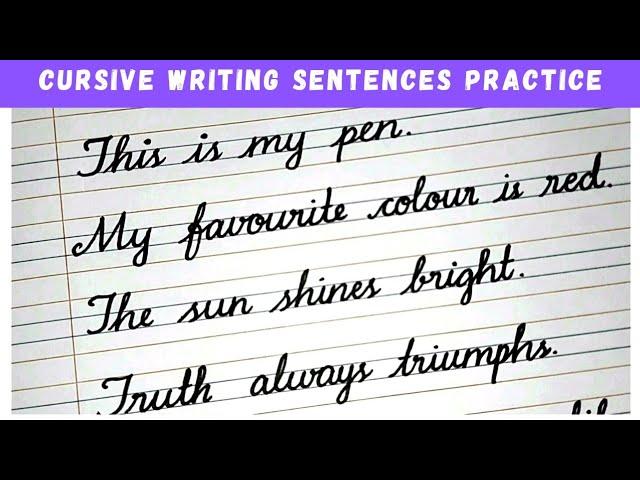 CURSIVE WRITING SENTENCES PRACTICE
This is my pen.
My favourite colour is red.
The sun shines bright.
Truth always triumphs.